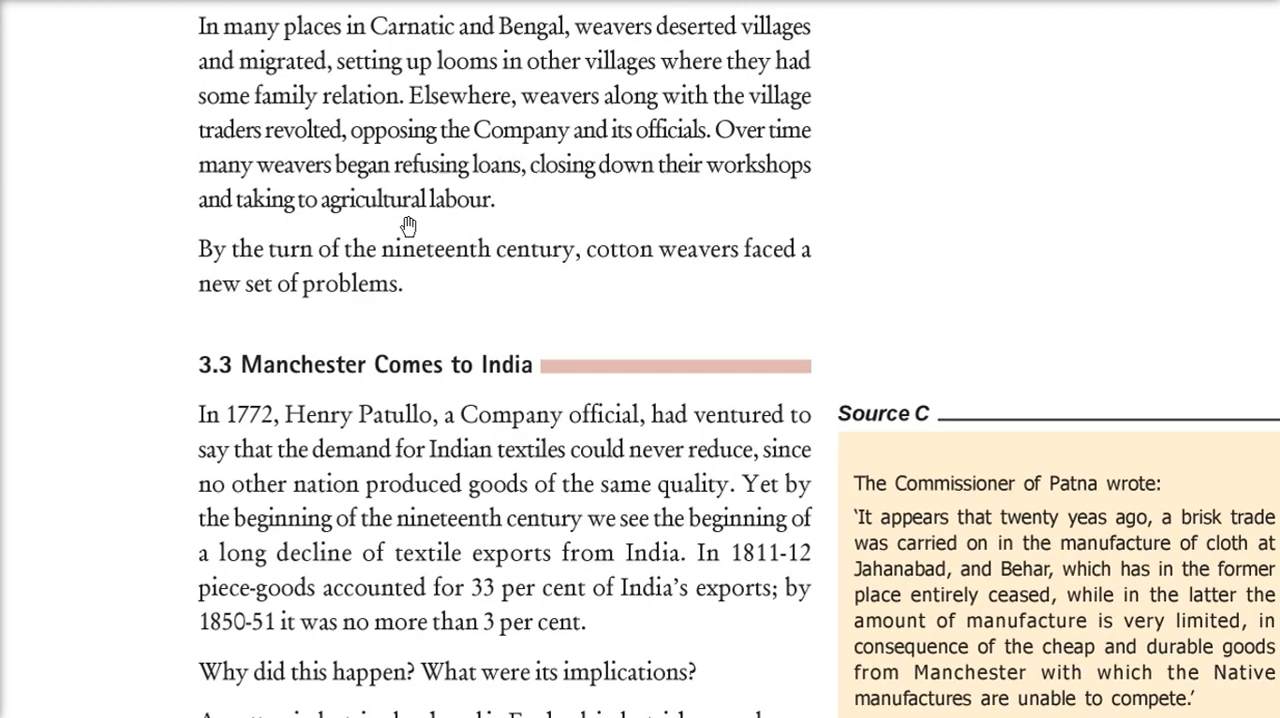 In many places in Carnatic and Bengal, weavers deserted villages
and migrated, setting up looms in other villages where they had
some family relation. Elsewhere, weavers along with the village
traders revolted, opposing the Company and its officials. Over time
many weavers began refusing loans, closing down their workshops
and taking to agricultural labour.
By the turn of the nineteenth century, cotton weavers faced a
new set of problems.
3.3 Manchester Comes to India
In 1772, Henry Patullo, a Company official, had ventured to
say that the demand for Indian textiles could never reduce, since
no other nation produced goods of the same quality. Yet by
the beginning of the nineteenth century we see the beginning of
a long decline of textile exports from India. In 1811-12
piece-goods accounted for 33 per cent of India's exports; by
1850-51 it was no more than 3 per cent.
Why did this happen? What were its implications?
Source C
The Commissioner of Patna wrote:
'It appears that twenty yeas ago, a brisk trade
was carried on in the manufacture of cloth at
Jahanabad, and Behar, which has in the former
place entirely ceased, while in the latter the
amount of manufacture is very limited, in
consequence of the cheap and durable goods
from Manchester with which the Native
manufactures are unable to compete.'